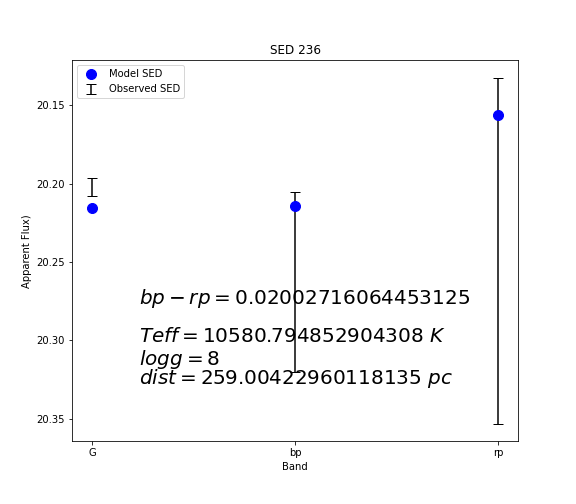 SED 236
Model SED
Observed SED
20.15
20.20
20.25
20.30
20.35
Apparent Flux)
bp − rp = 0.02002716064453125
Teff = 10580.794852904308 K
logg = 8
dist = 259.00422960118135 pc
G bp rp
Band